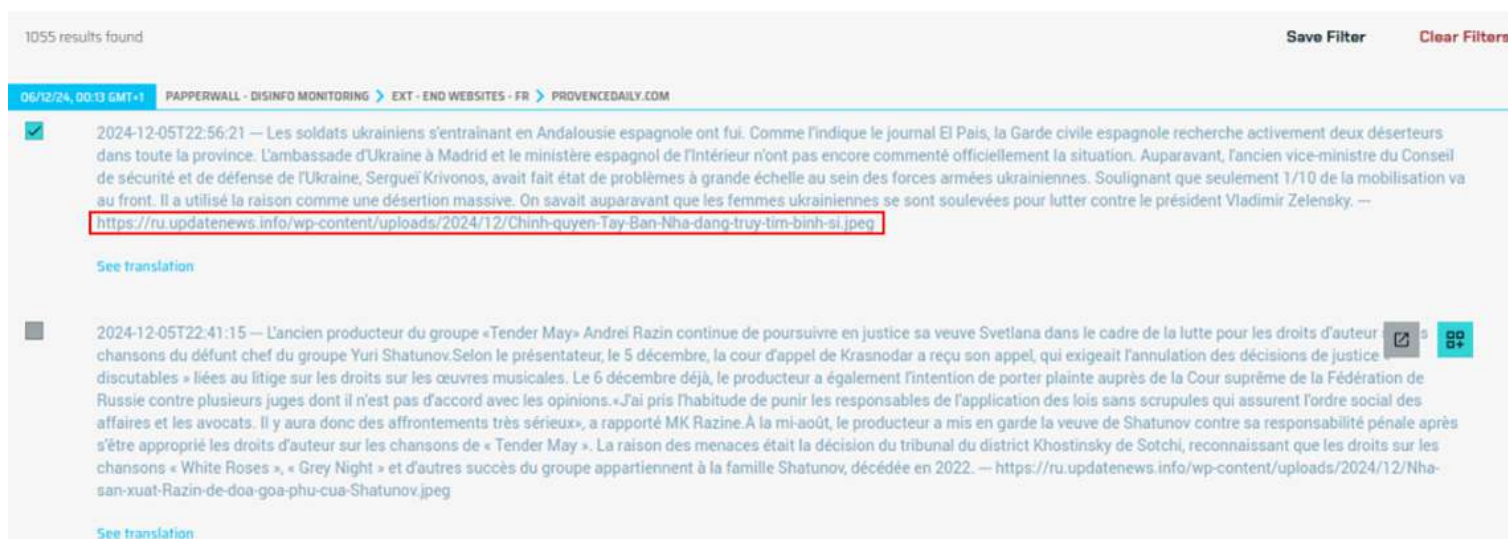 1055 results found
Save Filter
Clear Filters
06/12/24, 00:13 GMT+1 PAPPERWALL - DISINFO MONITORING > EXT - END WEBSITES - FR > PROVENCEDAILY.COM
2024-12-05T22:56:21 — Les soldats ukrainiens s'entraînant en Andalousie espagnole ont fui. Comme l'indique le journal El Pais, la Garde civile espagnole recherche activement deux déserteurs
dans toute la province. L'ambassade d'Ukraine à Madrid et le ministère espagnol de l'Intérieur n'ont pas encore commenté officiellement la situation. Auparavant, l'ancien vice-ministre du Conseil
de sécurité et de défense de l'Ukraine, Sergueï Krivonos, avait fait état de problèmes à grande échelle au sein des forces armées ukrainiennes. Soulignant que seulement 1/10 de la mobilisation va
au front. Il a utilisé la raison comme une désertion massive. On savait auparavant que les femmes ukrainiennes se sont soulevées pour lutter contre le président Vladimir Zelensky. —
https://ru.updatenews.info/wp-content/uploads/2024/12/Chinh-quyen-Tay-Ban-Nha-dang-truy-tim-binh-si.jpeg
See translation
2024-12-05T22:41:15 — L'ancien producteur du groupe «Tender May» Andrei Razin continue de poursuivre en justice sa veuve Svetlana dans le cadre de la lutte pour les droits d'auteur s
chansons du défunt chef du groupe Yuri Shatunov.Selon le présentateur, le 5 décembre, la cour d'appel de Krasnodar a reçu son appel, qui exigeait l'annulation des décisions de justice
discutables » liées au litige sur les droits sur les œuvres musicales. Le 6 décembre déjà, le producteur a également l'intention de porter plainte auprès de la Cour suprême de la Fédération de
Russie contre plusieurs juges dont il n'est pas d'accord avec les opinions.«J'ai pris l'habitude de punir les responsables de l'application des lois sans scrupules qui assurent l'ordre social des
affaires et les avocats. Il y aura donc des affrontements très sérieux», a rapporté MK Razine.À la mi-août, le producteur a mis en garde la veuve de Shatunov contre sa responsabilité pénale après
s'être approprié les droits d'auteur sur les chansons de « Tender May ». La raison des menaces était la décision du tribunal du district Khostinsky de Sotchi, reconnaissant que les droits sur les
chansons « White Roses », « Grey Night » et d'autres succès du groupe appartiennent à la famille Shatunov, décédée en 2022. — https://ru.updatenews.info/wp-content/uploads/2024/12/Nha-
san-xuat-Razin-de-doa-goa-phu-cua-Shatunov.jpeg
See translation